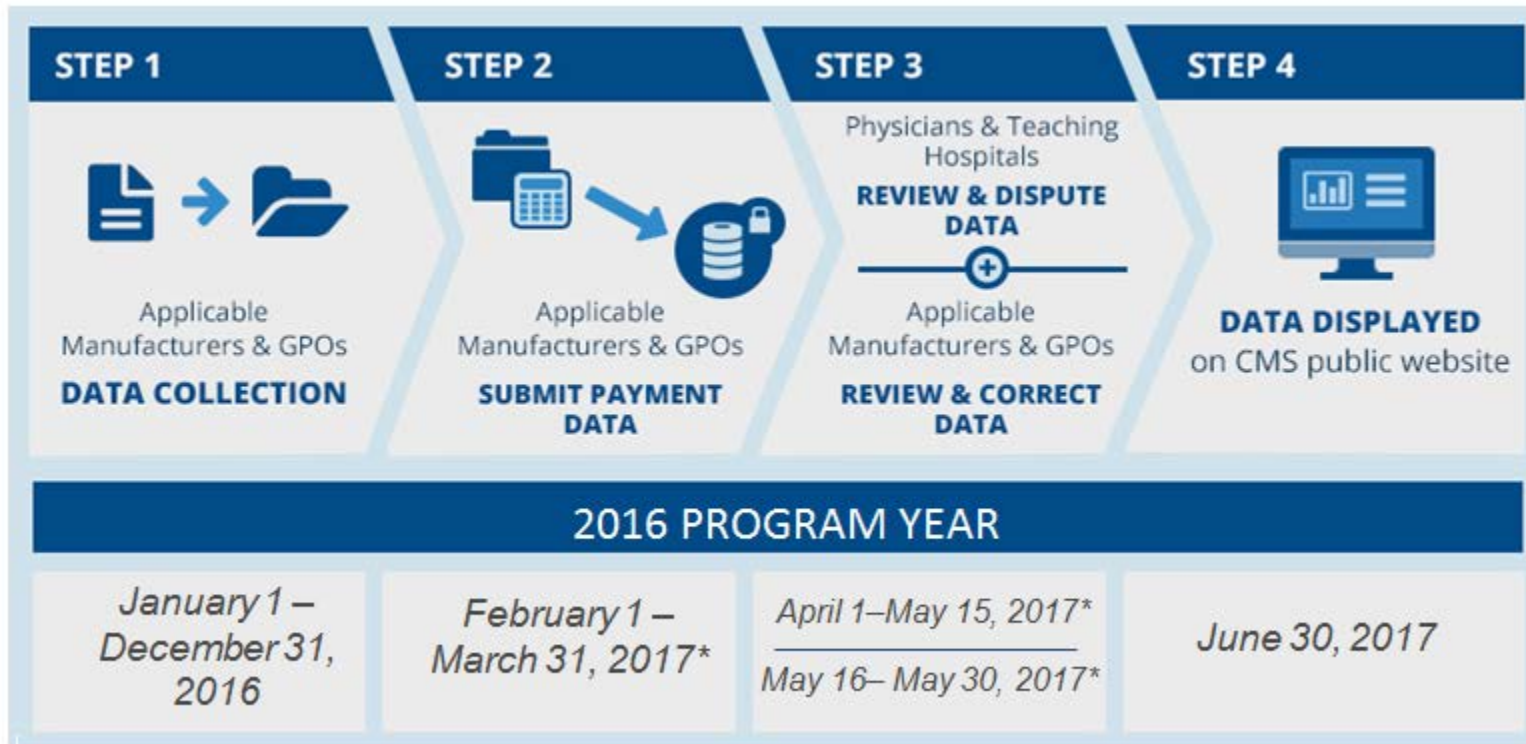 STEP 1
Applicable
Manufacturers & GPOs
DATA COLLECTION
STEP 2
Applicable
Manufacturers & GPOs
SUBMIT PAYMENT
DATA
STEP 3
Physicians & Teaching
Hospitals
REVIEW & DISPUTE
DATA
Applicable
Manufacturers & GPOs
REVIEW & CORRECT
DATA
STEP 4
DATA DISPLAYED
on CMS public website
2016 PROGRAM YEAR
January 1 –
December 31,
2016
February 1 –
March 31, 2017*
April 1–May 15, 2017*
May 16– May 30, 2017*
June 30, 2017